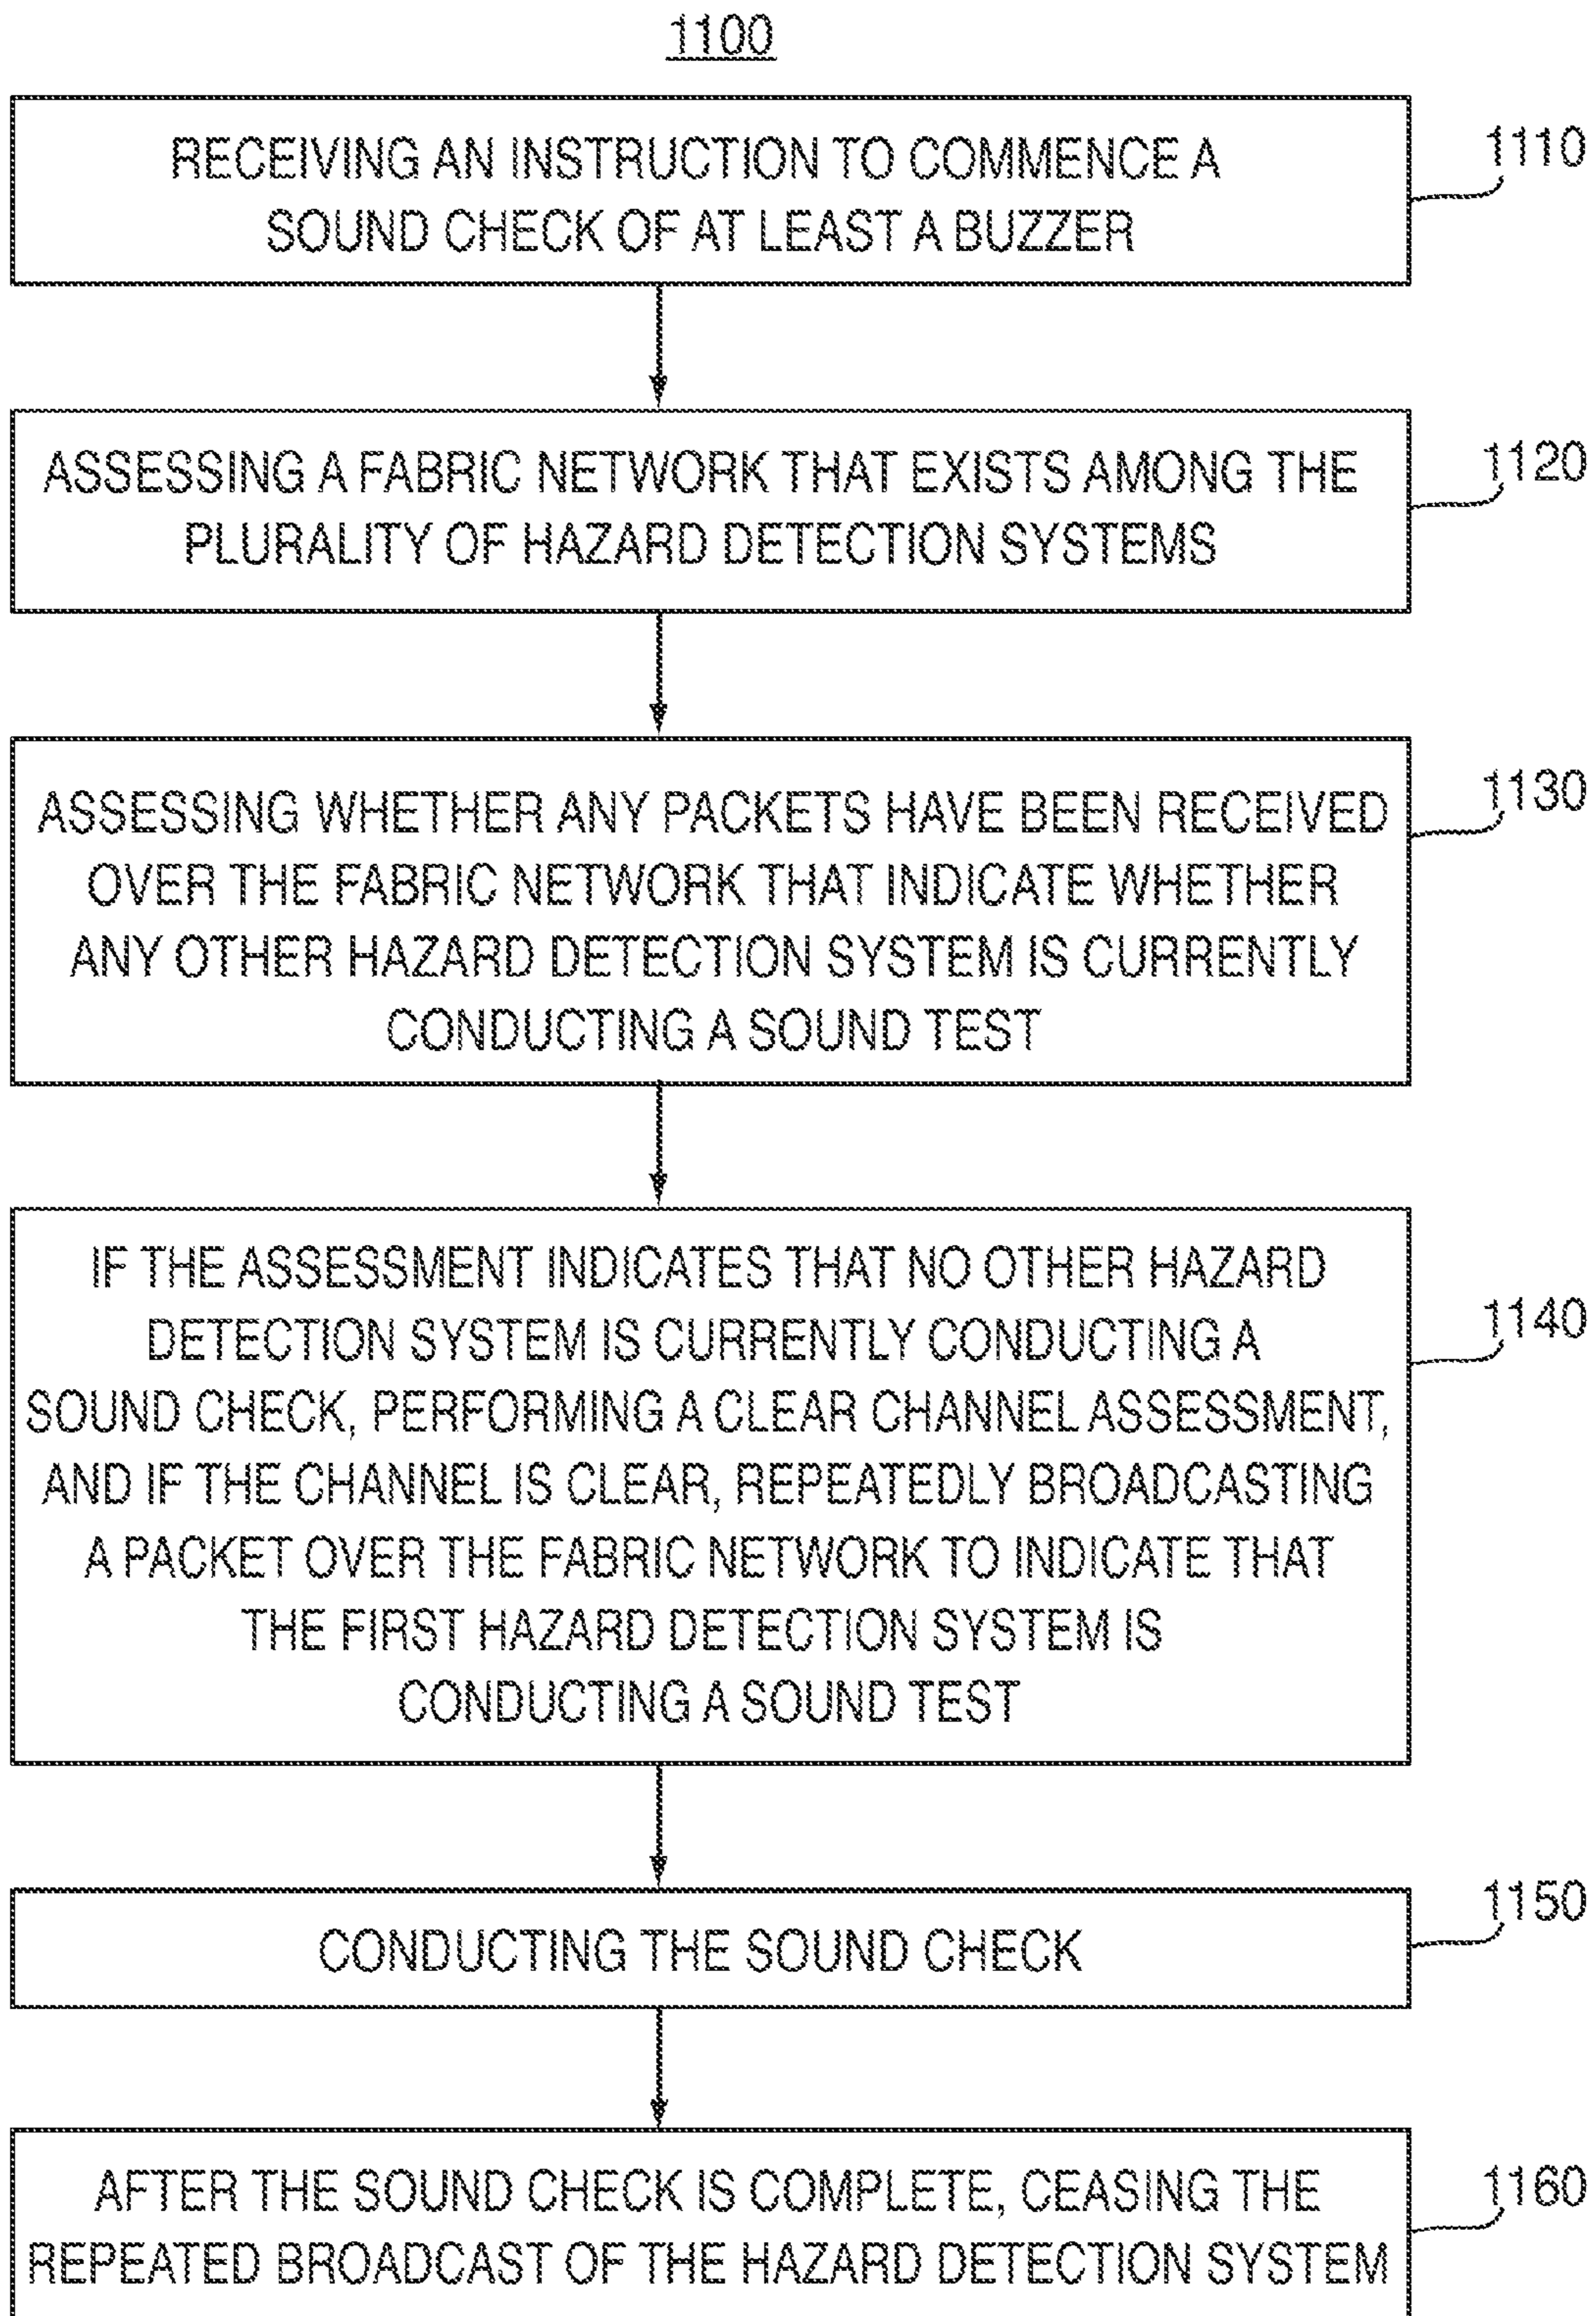 1100
RECEIVING AN INSTRUCTION TO COMMENCE A
SOUND CHECK OF AT LEAST A BUZZER
1110
ASSESSING A FABRIC NETWORK THAT EXISTS AMONG THE
PLURALITY OF HAZARD DETECTION SYSTEMS
1120
ASSESSING WHETHER ANY PACKETS HAVE BEEN RECEIVED
OVER THE FABRIC NETWORK THAT INDICATE WHETHER
ANY OTHER HAZARD DETECTION SYSTEM IS CURRENTLY
CONDUCTING A SOUND TEST
1130
IF THE ASSESSMENT INDICATES THAT NO OTHER HAZARD
DETECTION SYSTEM IS CURRENTLY CONDUCTING A
SOUND CHECK, PERFORMING A CLEAR CHANNEL ASSESSMENT,
AND IF THE CHANNEL IS CLEAR, REPEATEDLY BROADCASTING
A PACKET OVER THE FABRIC NETWORK TO INDICATE THAT
THE FIRST HAZARD DETECTION SYSTEM IS
CONDUCTING A SOUND TEST
1140
CONDUCTING THE SOUND CHECK
1150
AFTER THE SOUND CHECK IS COMPLETE, CEASING THE
REPEATED BROADCAST OF THE HAZARD DETECTION SYSTEM
1160